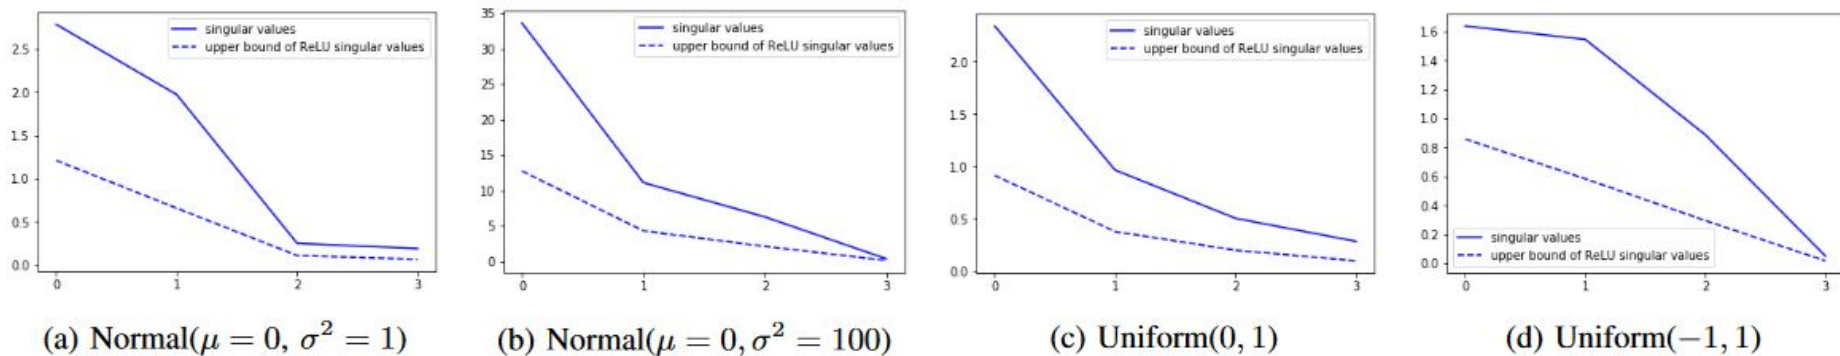 singular values
upper bound of ReLU singular values
2.5
2.0
1.5
1.0
0.5
0.0
0 1 2 3
(a) Normal(μ = 0, σ² = 1)
singular values
upper bound of ReLU singular values
35
30
25
20
15
10
5
0
0 1 2 3
(b) Normal(μ = 0, σ² = 100)
singular values
upper bound of ReLU singular values
2.0
1.5
1.0
0.5
0.0
0 1 2 3
(c) Uniform(0, 1)
1.6
1.4
1.2
1.0
0.8
0.6
0.4
0.2
0.0
singular values
upper bound of ReLU singular values
0 1 2 3
(d) Uniform(−1, 1)